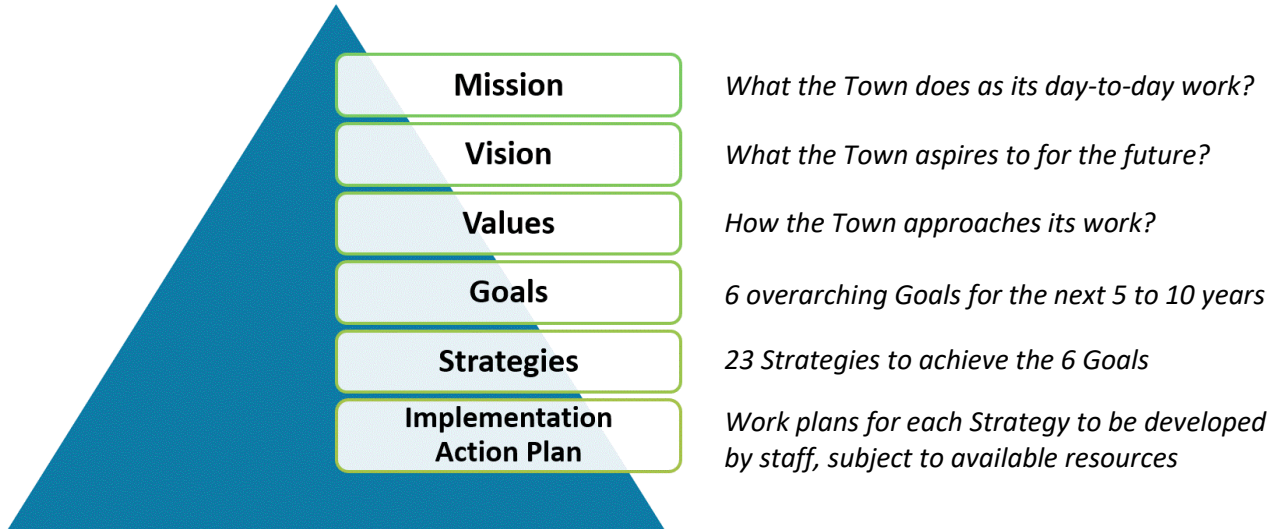 Mission
What the Town does as its day-to-day work?
Vision
What the Town aspires to for the future?
Values
How the Town approaches its work?
Goals
6 overarching Goals for the next 5 to 10 years
Strategies
23 Strategies to achieve the 6 Goals
Implementation
Action Plan
Work plans for each Strategy to be developed
by staff, subject to available resources